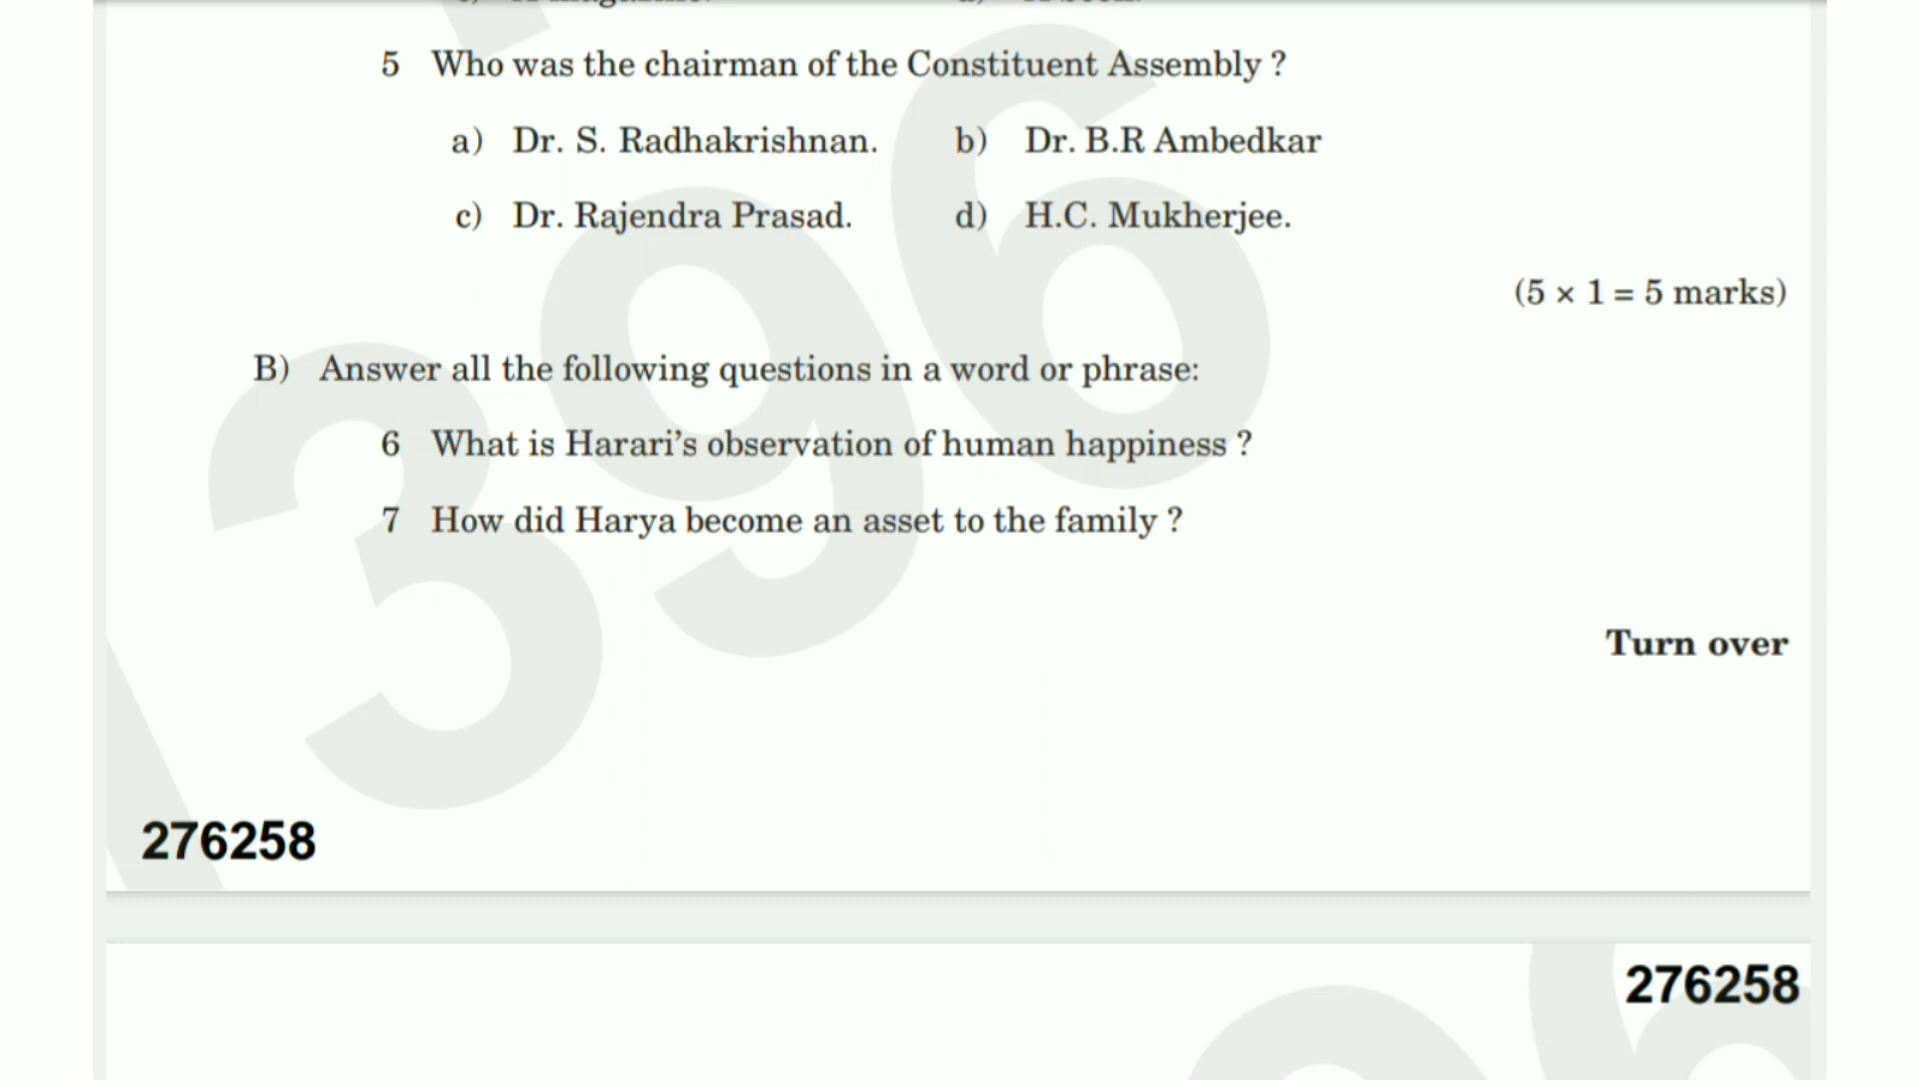 5 Who was the chairman of the Constituent Assembly ?
a) Dr. S. Radhakrishnan. b) Dr. B.R Ambedkar
c) Dr. Rajendra Prasad. d) H.C. Mukherjee.
(5 × 1 = 5 marks)
B) Answer all the following questions in a word or phrase:
6 What is Harari’s observation of human happiness ?
7 How did Harya become an asset to the family ?
Turn over
276258
276258